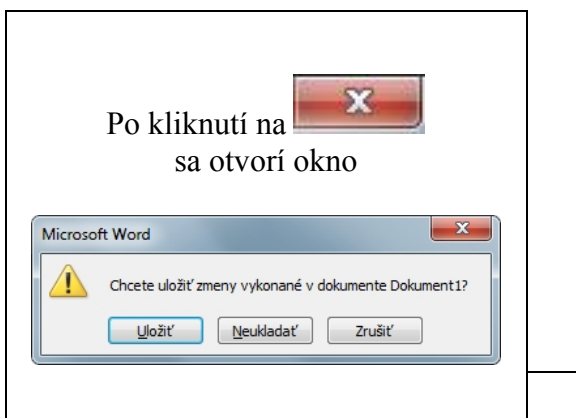 Po kliknutí na
sa otvorí okno
Microsoft Word
Chcete uložiť zmeny vykonané v dokumente Dokument1?
Uložiť Neukladať Zrušiť